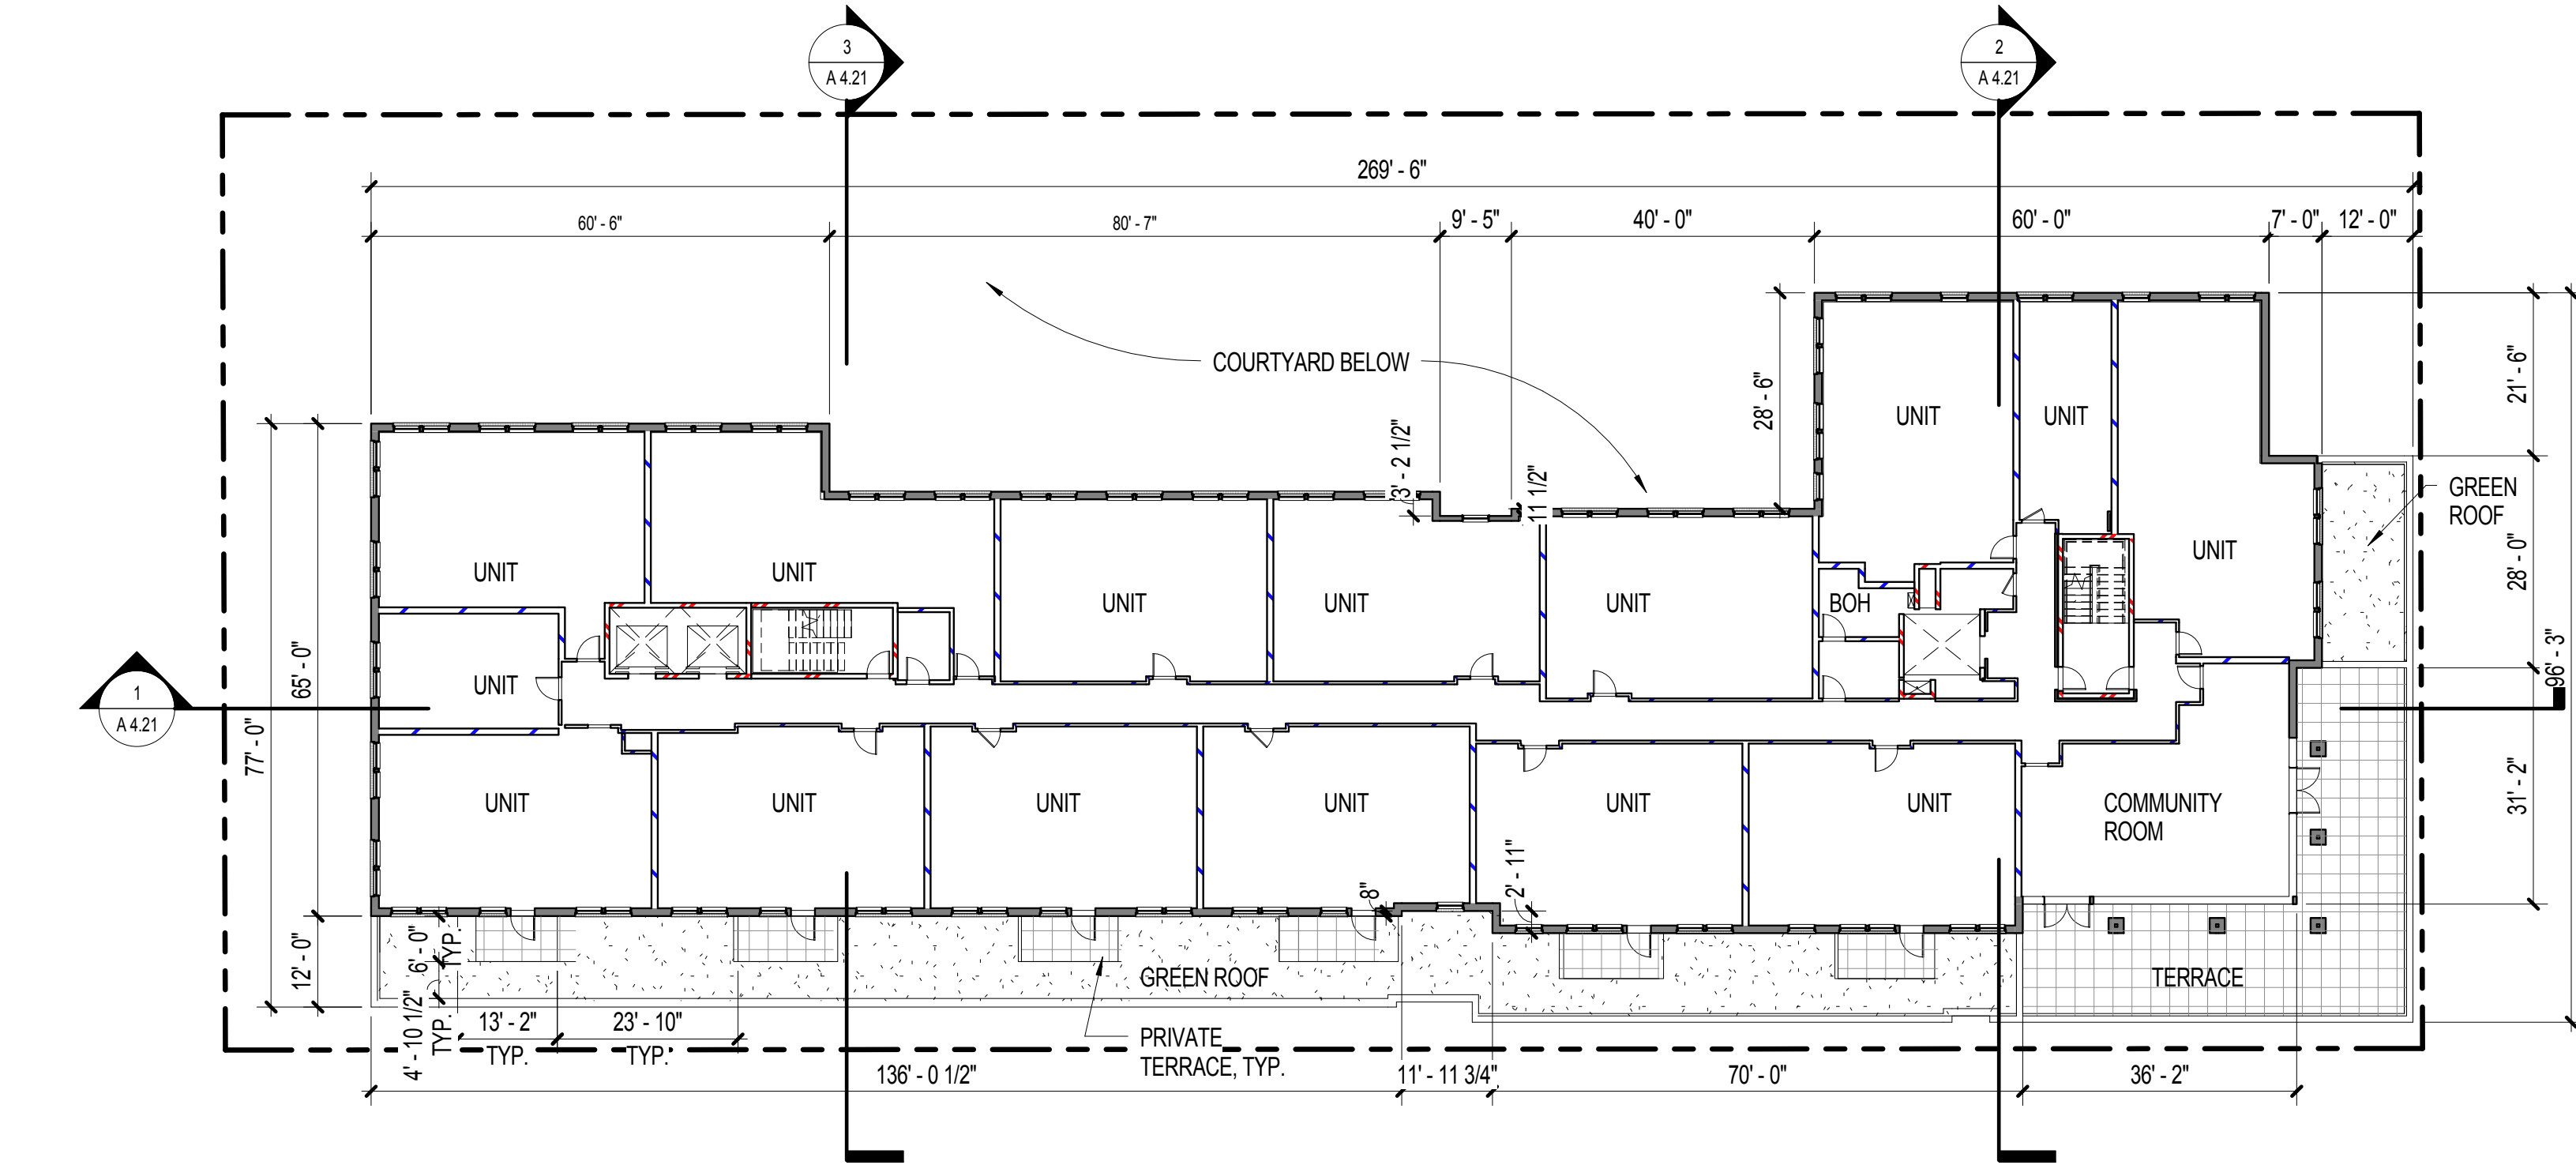 3
A 4.21
2
A 4.21
269' - 6"
60' - 6"
80' - 7"
9' - 5"
40' - 0"
60' - 0"
7' - 0"
12' - 0"
COURTYARD BELOW
28' - 6"
21' - 6"
3' - 2 1/2"
11 1/2"
UNIT
UNIT
GREEN
ROOF
UNIT
28' - 0"
UNIT
UNIT
UNIT
UNIT
UNIT
BOH
65' - 0"
UNIT
96' - 3"
1
A 4.21
77' - 0"
UNIT
UNIT
UNIT
UNIT
UNIT
UNIT
COMMUNITY
ROOM
31' - 2"
8"
2' - 11"
12' - 0"
6' - 0"
TYP.
GREEN ROOF
TERRACE
4' - 10 1/2"
TYP.
13' - 2"
TYP.
23' - 10"
TYP.
PRIVATE
TERRACE, TYP.
136' - 0 1/2"
11' - 11 3/4"
70' - 0"
36' - 2"